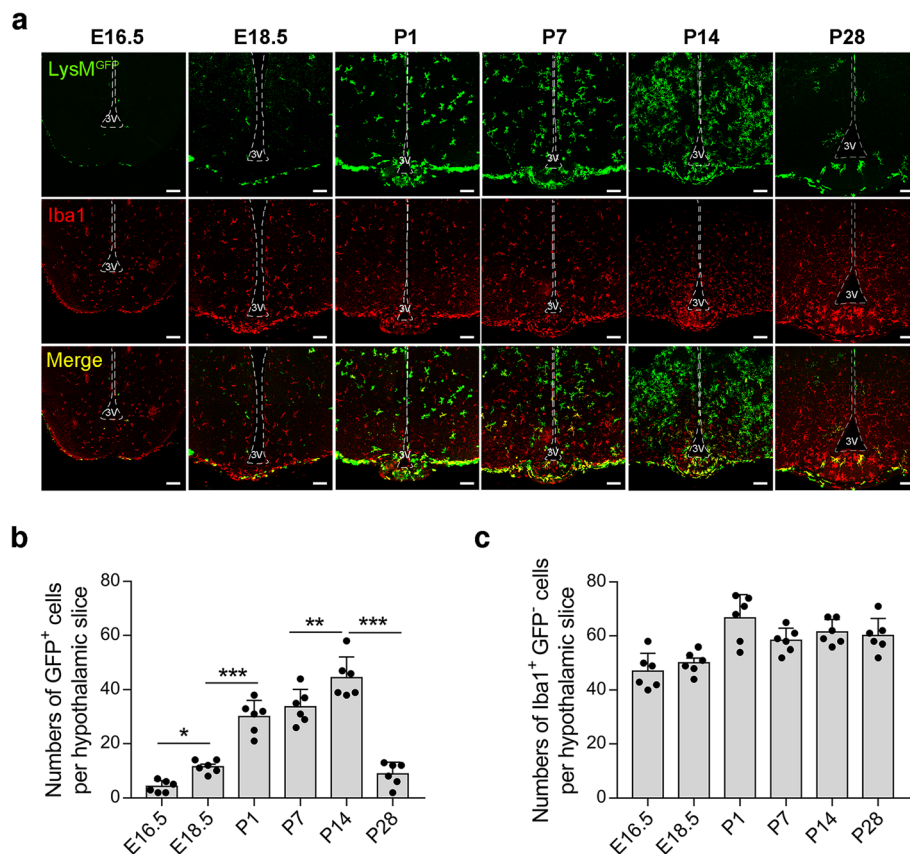 a
E16.5 E18.5 P1 P7 P14 P28
LysMGFP
3V 3V 3V 3V 3V 3V
Iba1
3V 3V 3V 3V 3V 3V
Merge
3V 3V 3V 3V 3V 3V
b
Numbers of GFP+ cells
per hypothalamic slice
80
60
40
20
0
* *** ** ***
E16.5 E18.5 P1 P7 P14 P28
c
Numbers of Iba1+ GFP- cells
per hypothalamic slice
80
60
40
20
0
E16.5 E18.5 P1 P7 P14 P28